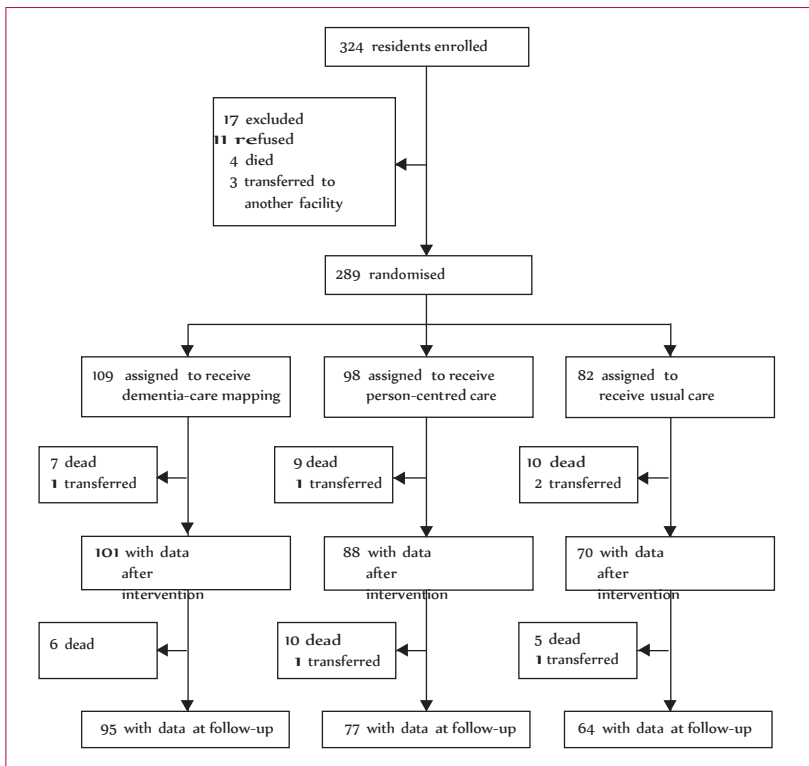 324 residents enrolled
17 excluded
11 refused
4 died
3 transferred to
another facility
289 randomised
109 assigned to receive
dementia-care mapping
98 assigned to receive
person-centred care
82 assigned to
receive usual care
7 dead
1 transferred
9 dead
1 transferred
10 dead
2 transferred
101 with data
after
intervention
88 with data
after
intervention
70 with data
after
intervention
6 dead
10 dead
1 transferred
5 dead
1 transferred
95 with data at follow-up
77 with data at follow-up
64 with data at follow-up